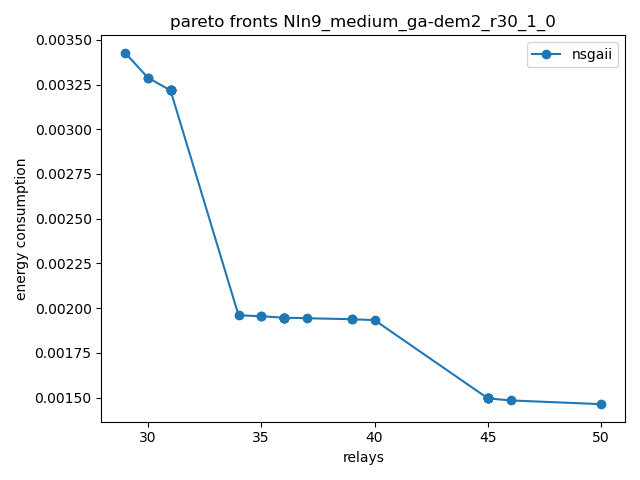 pareto fronts NIn9_medium_ga-dem2_r30_1_0
nsgaii
0.00350
0.00325
0.00300
0.00275
0.00250
0.00225
0.00200
0.00175
0.00150
energy consumption
30 35 40 45 50
relays